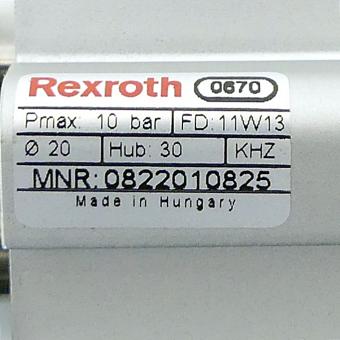 Rexroth 0670
Pmax: 10 bar FD:11W13
Ø 20 Hub: 30 KHZ
MNR:0822010825
Made in Hungary